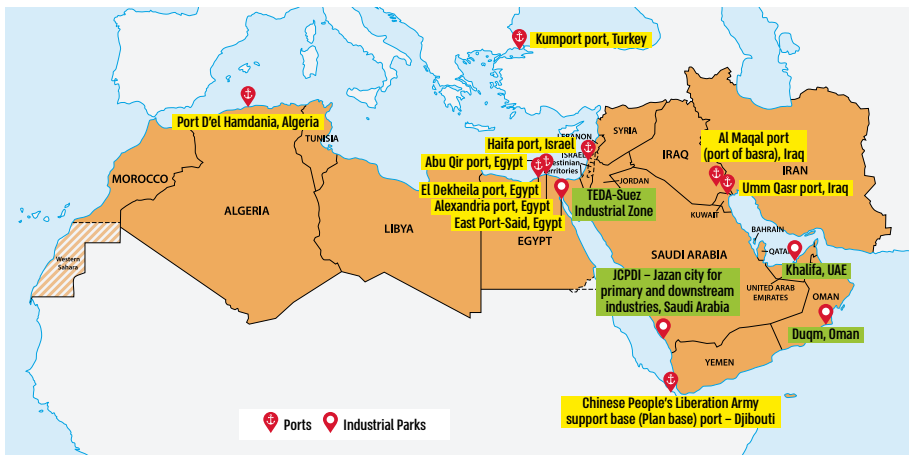 Kumport port, Turkey
Port D'el Hamdania, Algeria
TUNISIA
MOROCCO
ALGERIA
LIBYA
Western
Sahara
Haifa port, Israel
Abu Qir port, Egypt
El Dekheila port, Egypt
Alexandria port, Egypt
East Port-Said, Egypt
EGYPT
LEBANON
ISRAEL
Palestinian
territories
SYRIA
JORDAN
TEDA-Suez
Industrial Zone
IRAQ
Al Maqal port
(port of basra), Iraq
IRAN
Umm Qasr port, Iraq
KUWAIT
BAHRAIN
QATAR
SAUDI ARABIA
Khalifa, UAE
UNITED ARAB
EMIRATES
OMAN
JCPDI – Jazan city for
primary and downstream
industries, Saudi Arabia
Duqm, Oman
YEMEN
Chinese People's Liberation Army
support base (Plan base) port – Djibouti
Ports
Industrial Parks